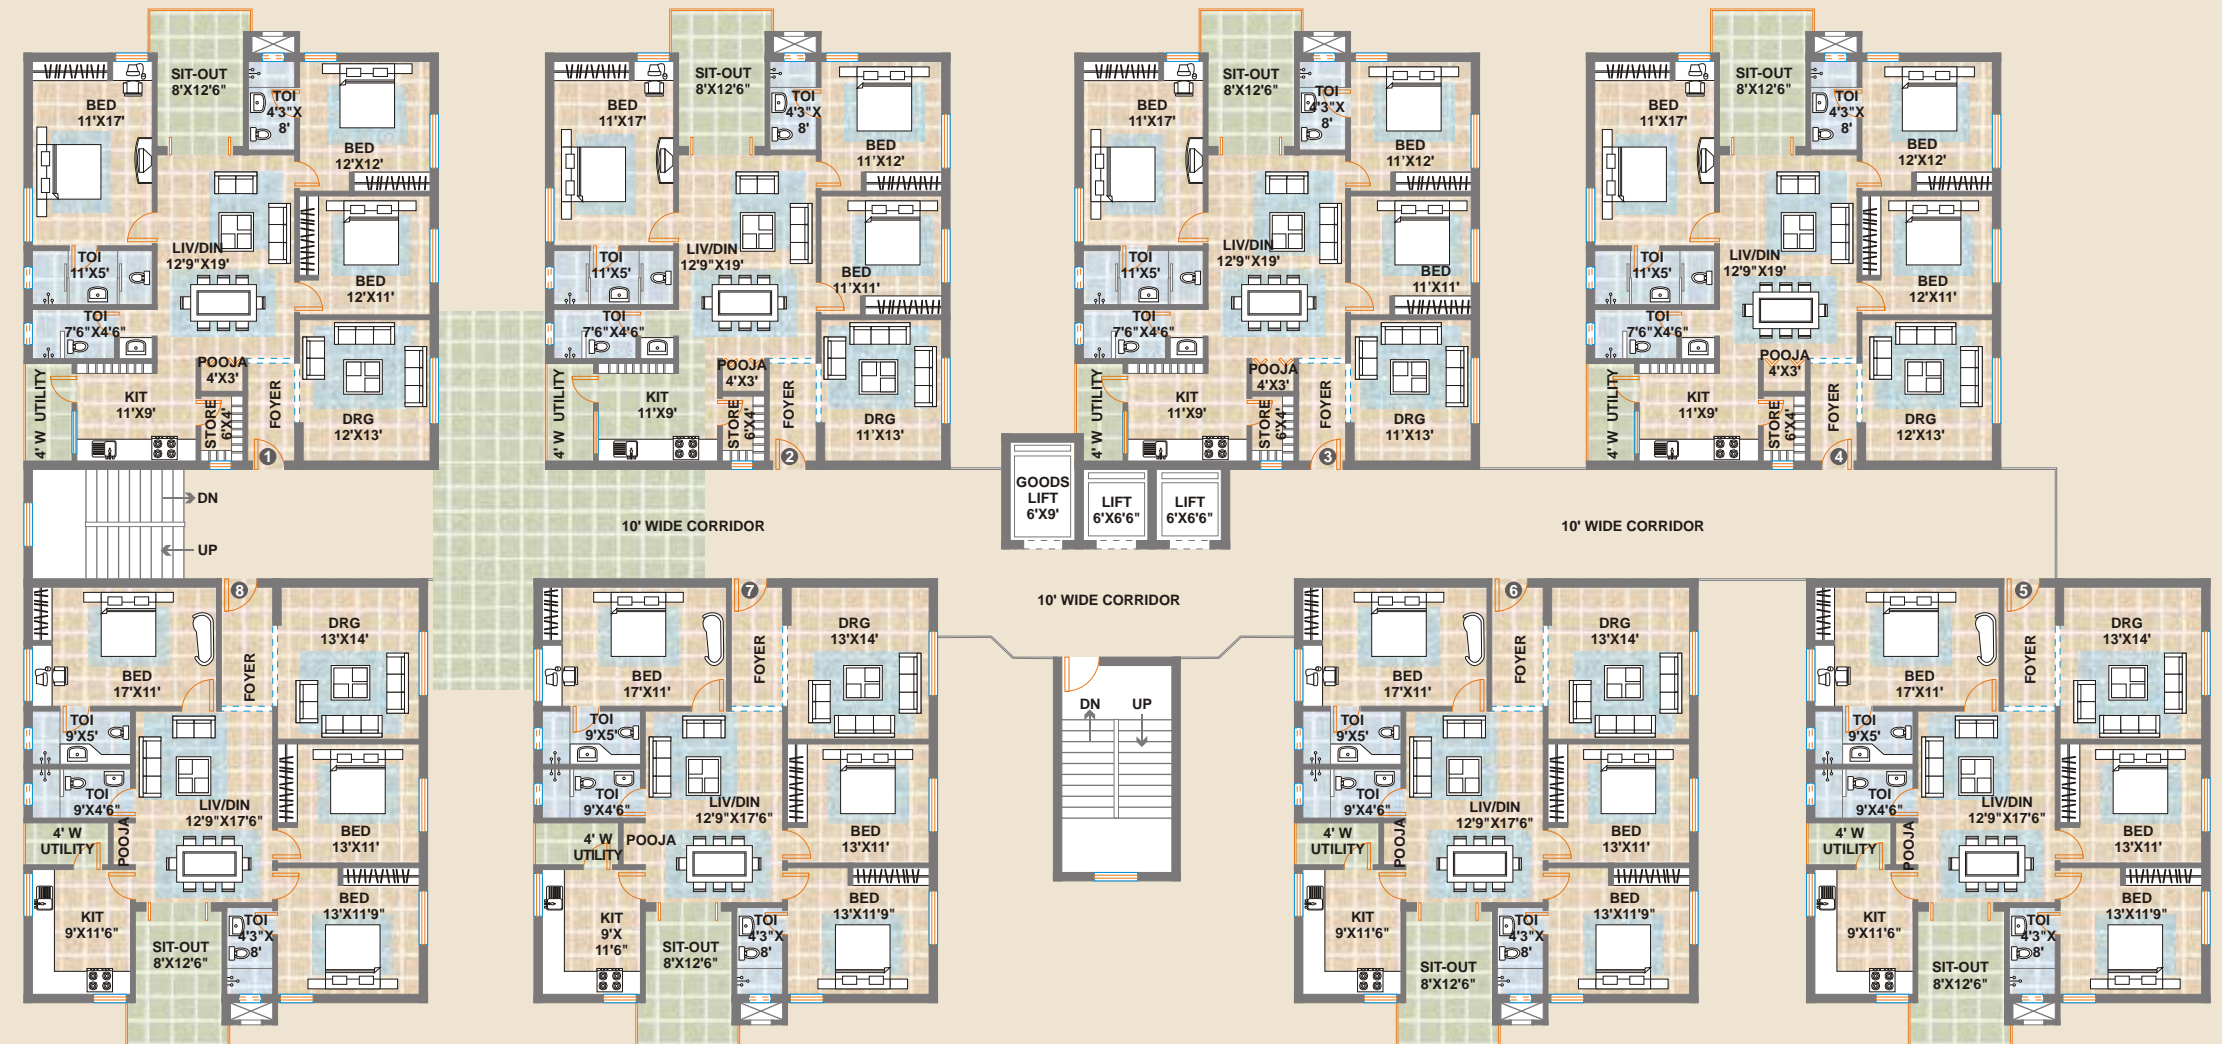 SIT-OUT
8'X12'6"
BED
11'X17'
TOI
4'3"X
8'
BED
12'X12'
TOI
11'X5'
LIV/DIN
12'9"X19'
BED
12'X11'
TOI
7'6"X4'6"
POOJA
4'X3'
4' W UTILITY
KIT
11'X9'
STORE
6'X4'
FOYER
DRG
12'X13'
1
SIT-OUT
8'X12'6"
BED
11'X17'
TOI
4'3"X
8'
BED
11'X12'
TOI
11'X5'
LIV/DIN
12'9"X19'
BED
11'X11'
TOI
7'6"X4'6"
POOJA
4'X3'
4' W UTILITY
KIT
11'X9'
STORE
6'X4'
FOYER
DRG
11'X13'
2
SIT-OUT
8'X12'6"
BED
11'X17'
TOI
4'3"X
8'
BED
11'X12'
TOI
11'X5'
LIV/DIN
12'9"X19'
BED
11'X11'
TOI
7'6"X4'6"
POOJA
4'X3'
4' W UTILITY
KIT
11'X9'
STORE
6'X4'
FOYER
DRG
11'X13'
3
SIT-OUT
8'X12'6"
BED
11'X17'
TOI
4'3"X
8'
BED
12'X12'
TOI
11'X5'
LIV/DIN
12'9"X19'
BED
12'X11'
TOI
7'6"X4'6"
POOJA
4'X3'
4' W UTILITY
KIT
11'X9'
STORE
6'X4'
FOYER
DRG
12'X13'
4
DN
UP
10' WIDE CORRIDOR
GOODS
LIFT
6'X9'
LIFT
6'X6'6"
LIFT
6'X6'6"
10' WIDE CORRIDOR
10' WIDE CORRIDOR
DN
UP
8
DRG
13'X14'
FOYER
BED
17'X11'
TOI
9'X5'
TOI
9'X4'6"
LIV/DIN
12'9"X17'6"
4' W
UTILITY
POOJA
BED
13'X11'
KIT
9'X11'6"
BED
13'X11'9"
SIT-OUT
8'X12'6"
TOI
4'3"X
8'
7
DRG
13'X14'
FOYER
BED
17'X11'
TOI
9'X5'
TOI
9'X4'6"
LIV/DIN
12'9"X17'6"
4' W
UTILITY
POOJA
BED
13'X11'
KIT
9'X
11'6"
BED
13'X11'9"
SIT-OUT
8'X12'6"
TOI
4'3"X
8'
6
DRG
13'X14'
FOYER
BED
17'X11'
TOI
9'X5'
TOI
9'X4'6"
LIV/DIN
12'9"X17'6"
4' W
UTILITY
POOJA
BED
13'X11'
KIT
9'X11'6"
BED
13'X11'9"
SIT-OUT
8'X12'6"
TOI
4'3"X
8'
5
DRG
13'X14'
FOYER
BED
17'X11'
TOI
9'X5'
TOI
9'X4'6"
LIV/DIN
12'9"X17'6"
4' W
UTILITY
POOJA
BED
13'X11'
KIT
9'X11'6"
BED
13'X11'9"
SIT-OUT
8'X12'6"
TOI
4'3"X
8'